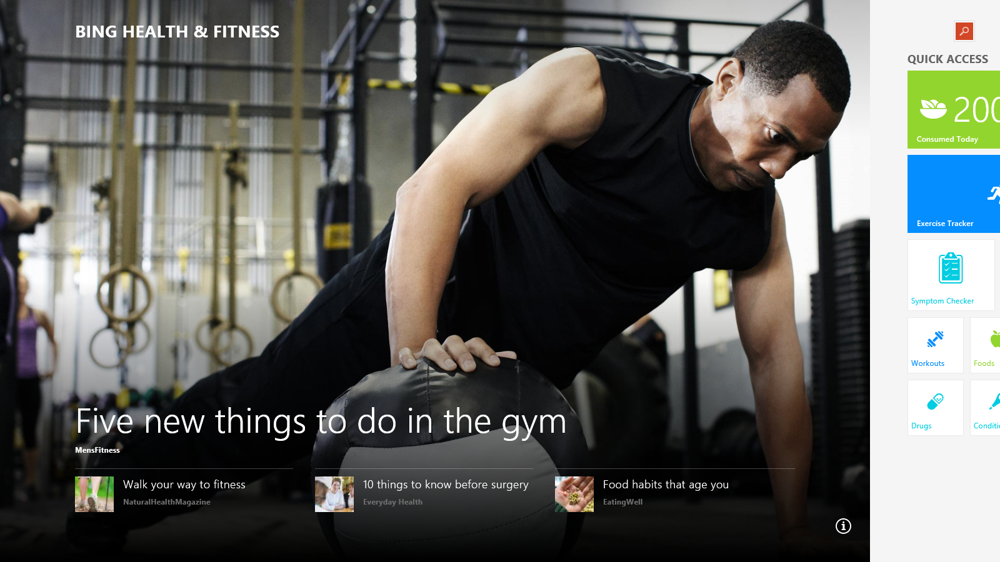 BING HEALTH & FITNESS
Five new things to do in the gym
MensFitness
Walk your way to fitness
NaturalHealthMagazine
10 things to know before surgery
Everyday Health
Food habits that age you
EatingWell
QUICK ACCESS
200
Consumed Today
Exercise Tracker
Symptom Checker
Workouts
Foods
Drugs
Conditi